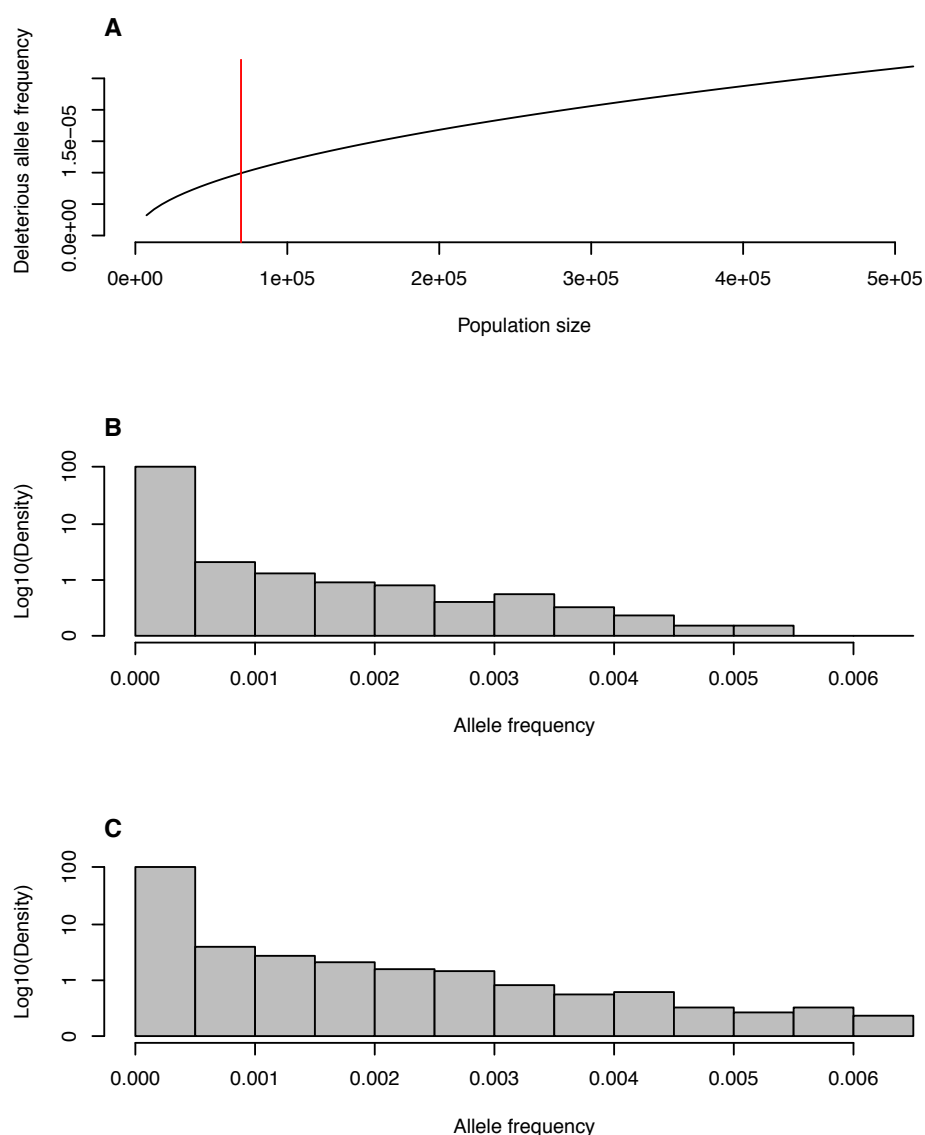 A
Deleterious allele frequency
1.5e−05
0.0e+00
0e+00 1e+05 2e+05 3e+05 4e+05 5e+05
Population size
B
Log10(Density)
100
10
1
0
0.000 0.001 0.002 0.003 0.004 0.005 0.006
Allele frequency
C
Log10(Density)
100
10
1
0
0.000 0.001 0.002 0.003 0.004 0.005 0.006
Allele frequency